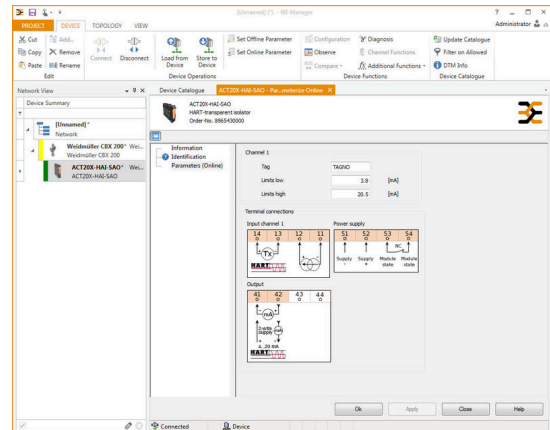 [Unnamed] (*). - WI-Manager
PROJECT DEVICE TOPOLOGY VIEW
Administrator
Cut Add...
Copy Remove
Paste Rename
Edit
Connect Disconnect
Load from Device Store to Device
Device Operations
Set Offline Parameter
Set Online Parameter
Configuration Diagnosis
Observe Channel Functions
Compare Additional Functions
Device Functions
Update Catalogue
Filter on Allowed
DTM Info
Device Catalogue
Network View
Device Summary
[Unnamed]*
Network
Weidmüller CBX 200* Wei...
Weidmüller CBX 200
ACT20X-HAI-SAO* Wei...
ACT20X-HAI-SAO
Device Catalogue ACT20X-HAI-SAO - Par...meterize Online
ACT20X-HAI-SAO
HART-transparent isolator
Order-No. 8965430000
Information
Identification
Parameters (Online)
Channel 1
Tag TAGNO
Limits low 3.8 [mA]
Limits high 20.5 [mA]
Terminal connections
Input channel 1 Power supply
14 13 12 11
51 52 53 54
NC
Tx
HART
Supply - Supply + Module state Module state
Output
41 42 43 44
mA
2-wire supply mA
4...20 mA
HART
Ok Apply Close Help
Connected Device